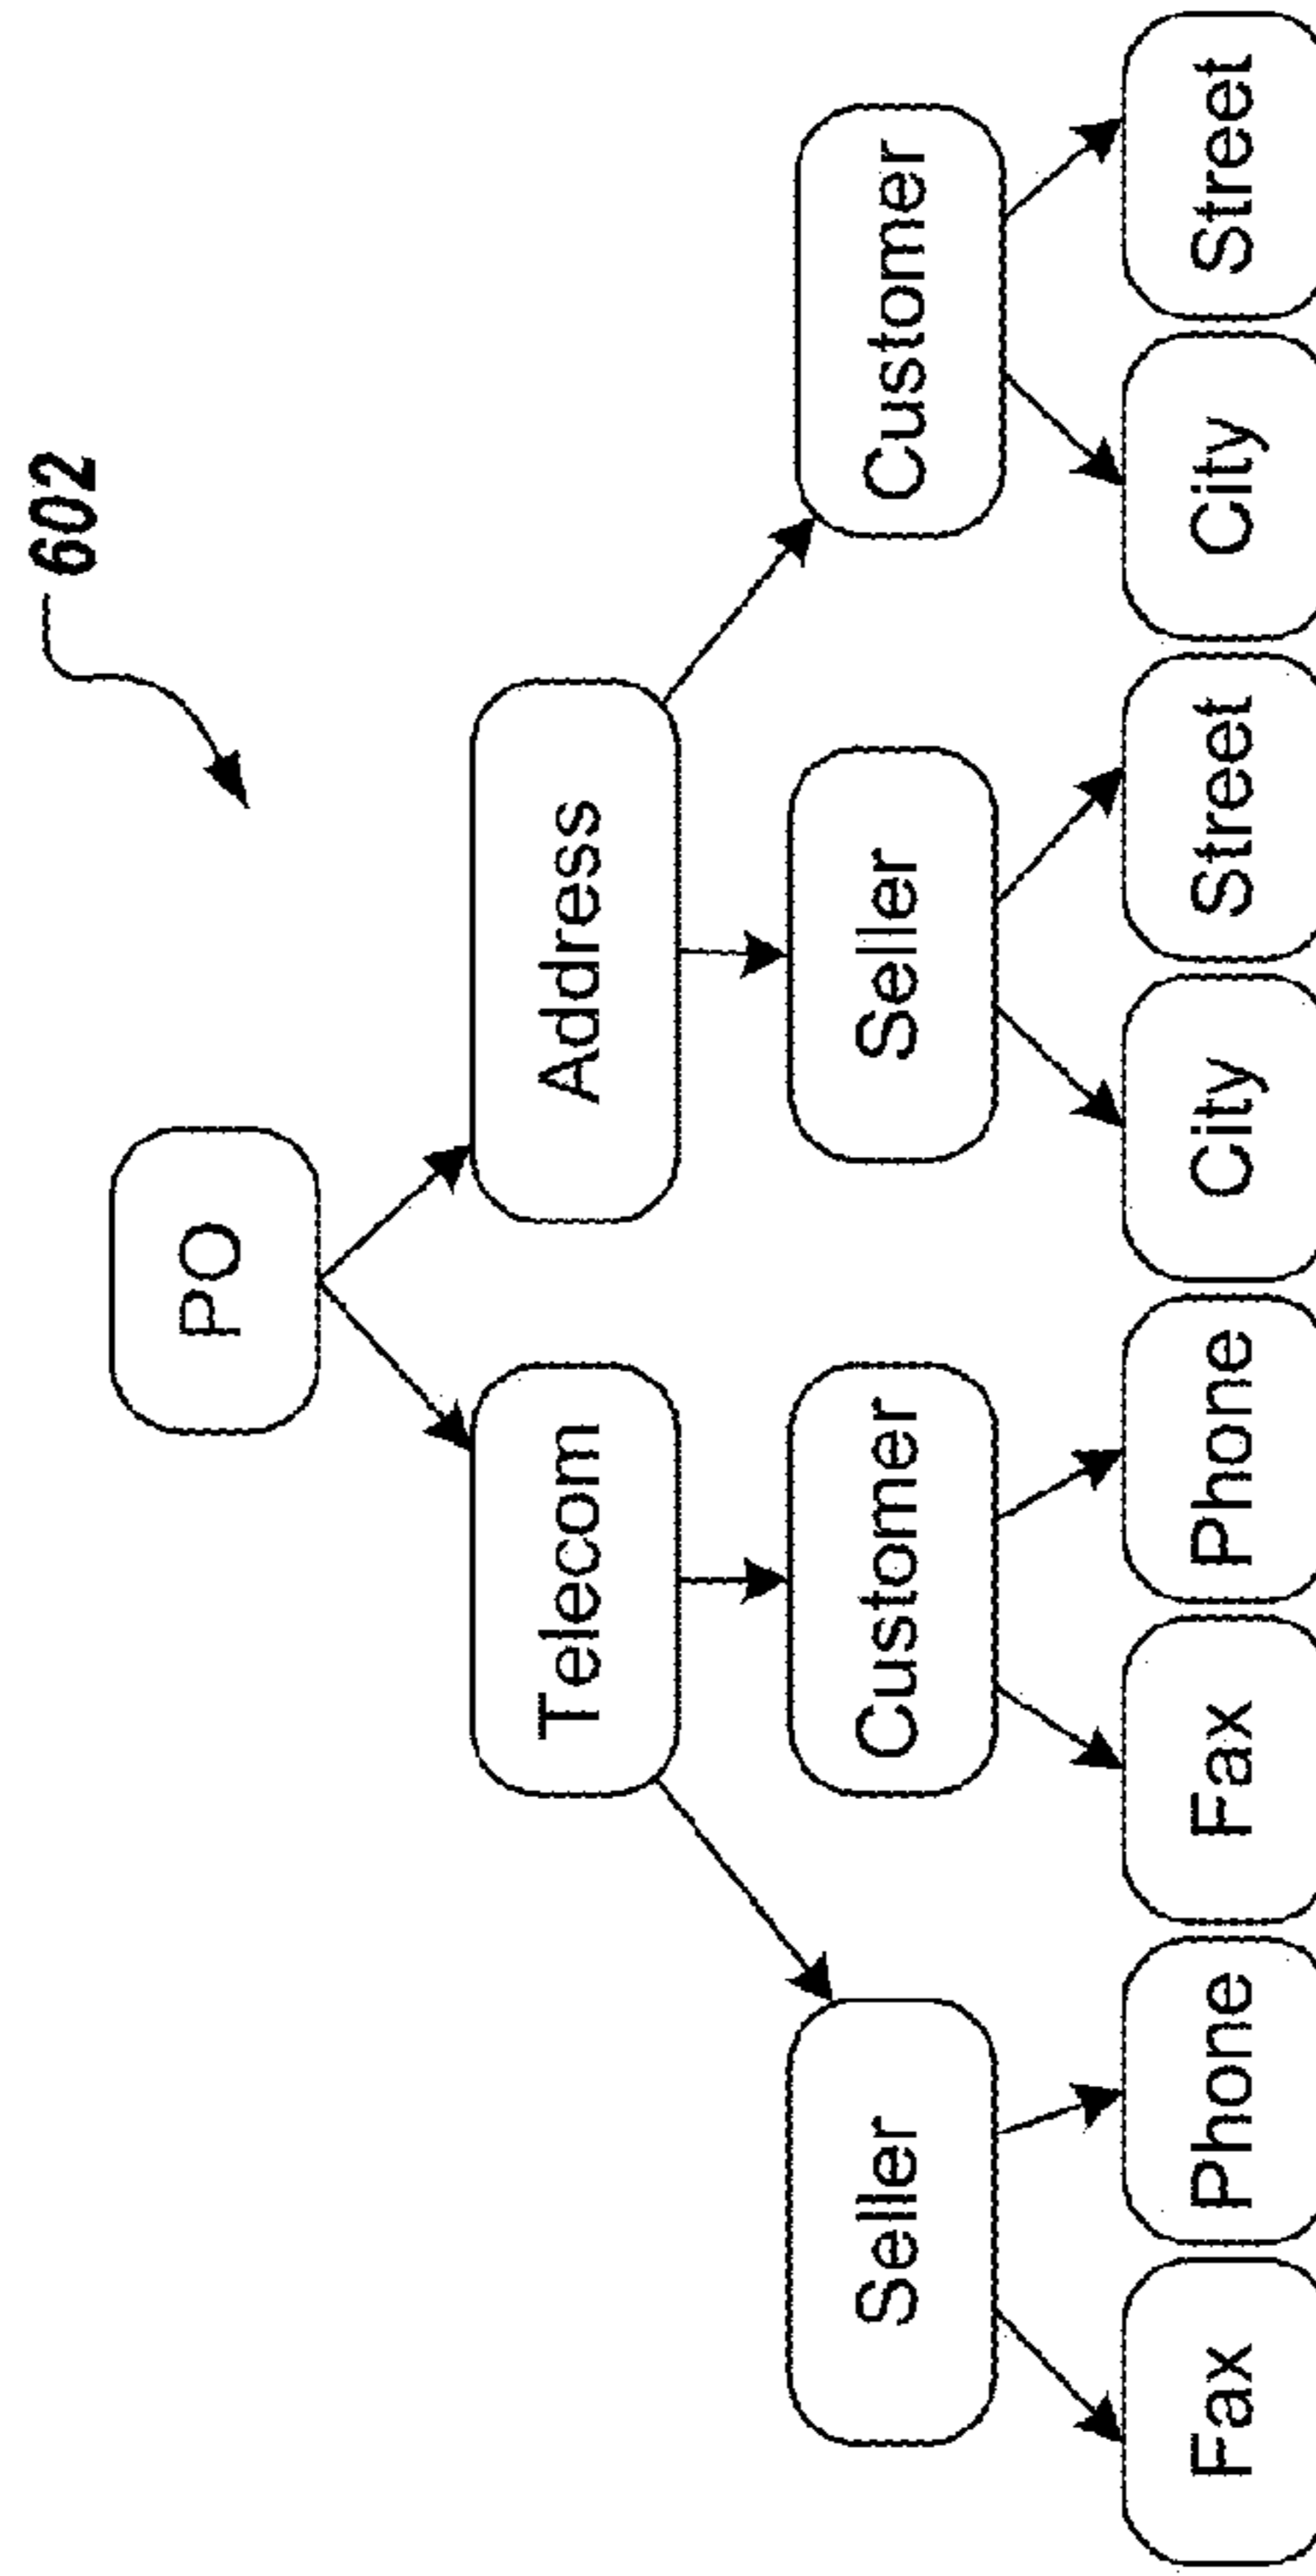 602
PO
Telecom
Address
Seller
Customer
Seller
Customer
Fax
Phone
Fax
Phone
City
Street
City
Street